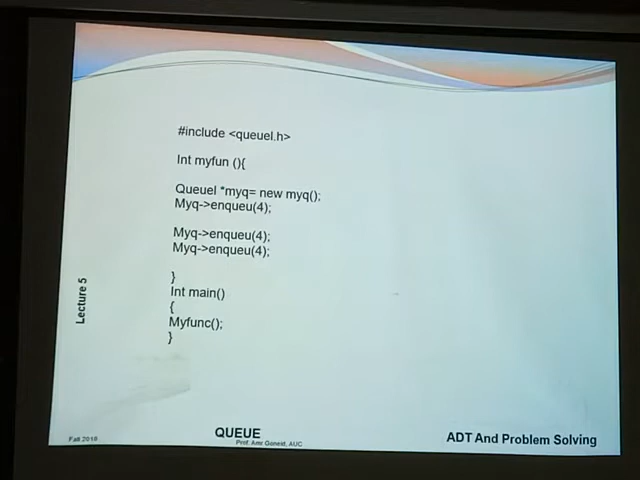 #include <queuel.h>
Int myfun (){
Queuel *myq= new myq();
Myq->enqueu(4);
Myq->enqueu(4);
Myq->enqueu(4);
}
Int main()
{
Myfunc();
}
Lecture 5
Fall 2010
QUEUE
Prof. Amr Goneid, AUC
ADT And Problem Solving